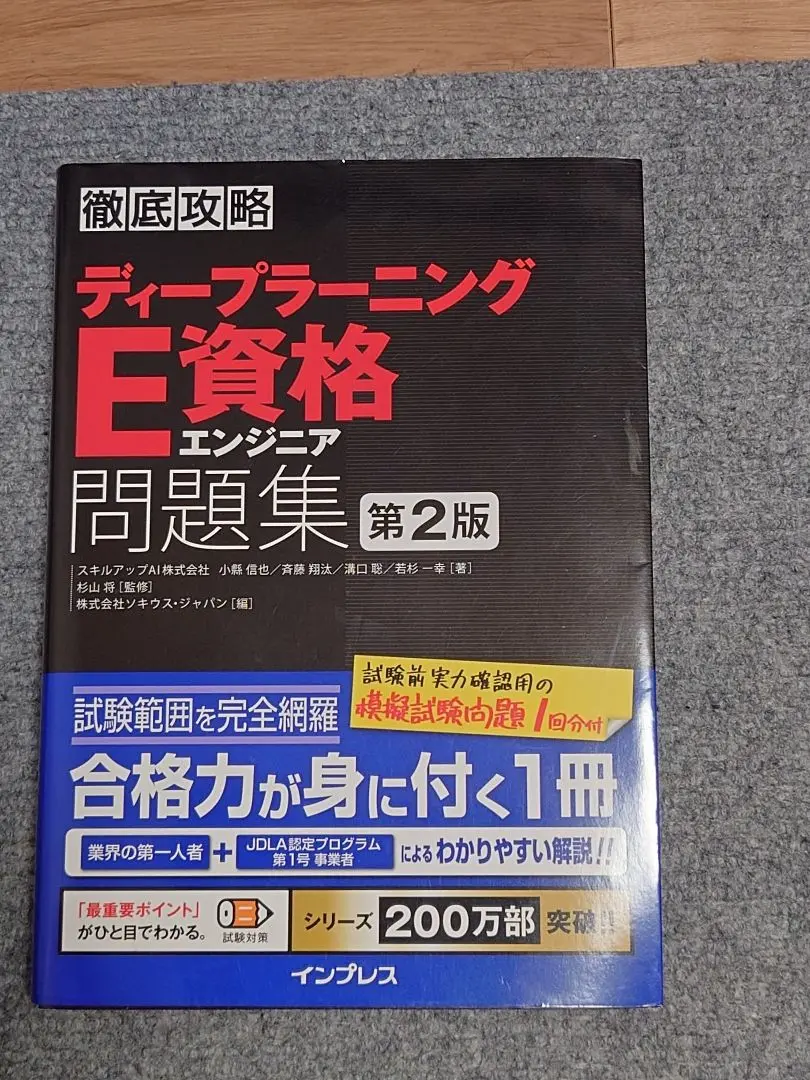 徹底攻略
ディープラーニング
E資格
エンジニア
問題集 第2版
スキルアップAI株式会社 小縣 信也／斉藤 翔汰／溝口 聡／若杉 一幸 [著]
杉山 将 [監修]
株式会社ソキウス・ジャパン [編]
試験前実力確認用の
模擬試験問題1回分付
試験範囲を完全網羅
合格力が身に付く1冊
業界の第一人者 + JDLA認定プログラム 第1号 事業者 による わかりやすい解説!!
「最重要ポイント」
がひと目でわかる。
試験対策
シリーズ 200万部 突破!!
インプレス